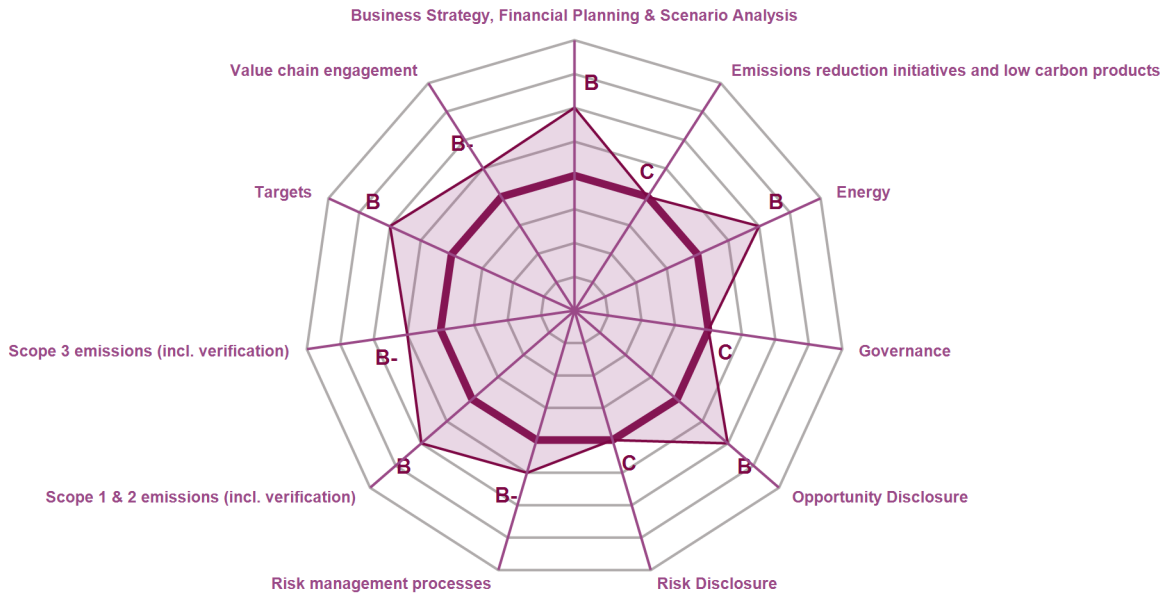 Business Strategy, Financial Planning & Scenario Analysis
Value chain engagement
Emissions reduction initiatives and low carbon products
B
B-
C
Targets
B
B
Energy
Scope 3 emissions (incl. verification)
B-
C
Governance
Scope 1 & 2 emissions (incl. verification)
B
B-
C
B
Opportunity Disclosure
Risk management processes
Risk Disclosure